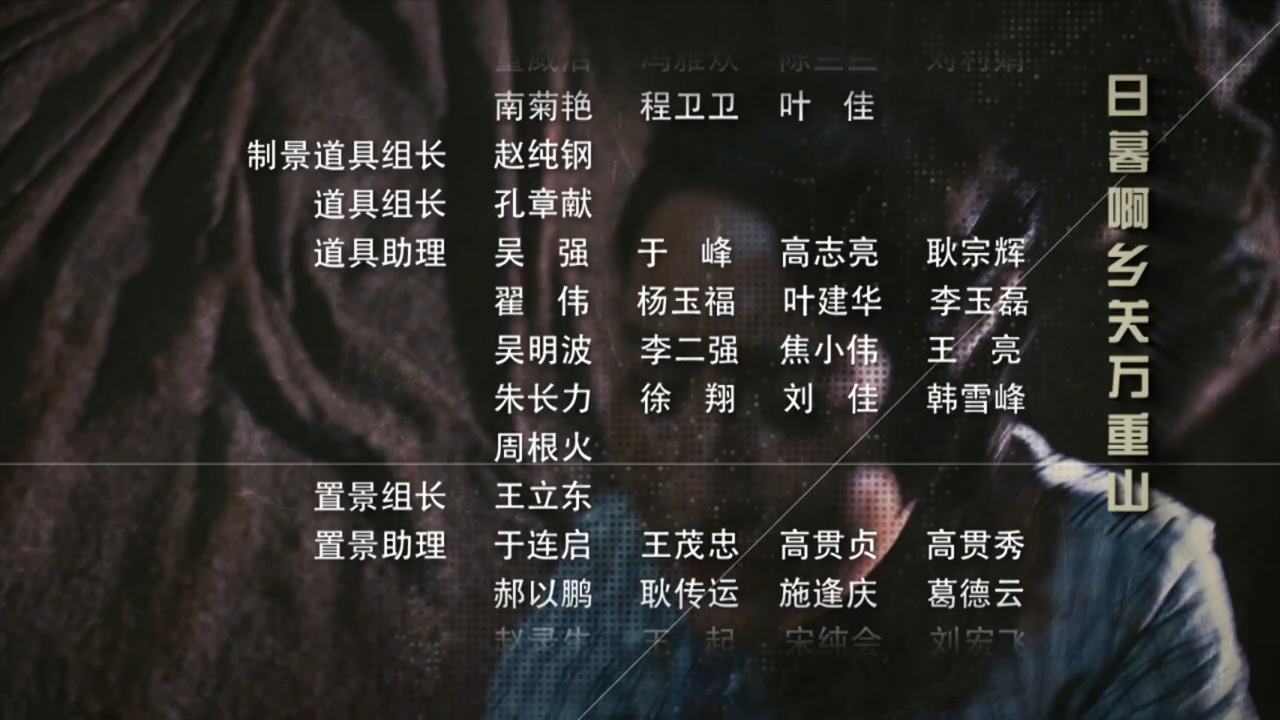 南菊艳 程卫卫 叶 佳
制景道具组长 赵纯钢
道具组长 孔章献
道具助理 吴 强 于 峰 高志亮 耿宗辉
翟 伟 杨玉福 叶建华 李玉磊
吴明波 李二强 焦小伟 王 亮
朱长力 徐 翔 刘 佳 韩雪峰
周根火
置景组长 王立东
置景助理 于连启 王茂忠 高贯贞 高贯秀
郝以鹏 耿传运 施逢庆 葛德云
王 起 刘宏飞
日暮啊乡关万重山